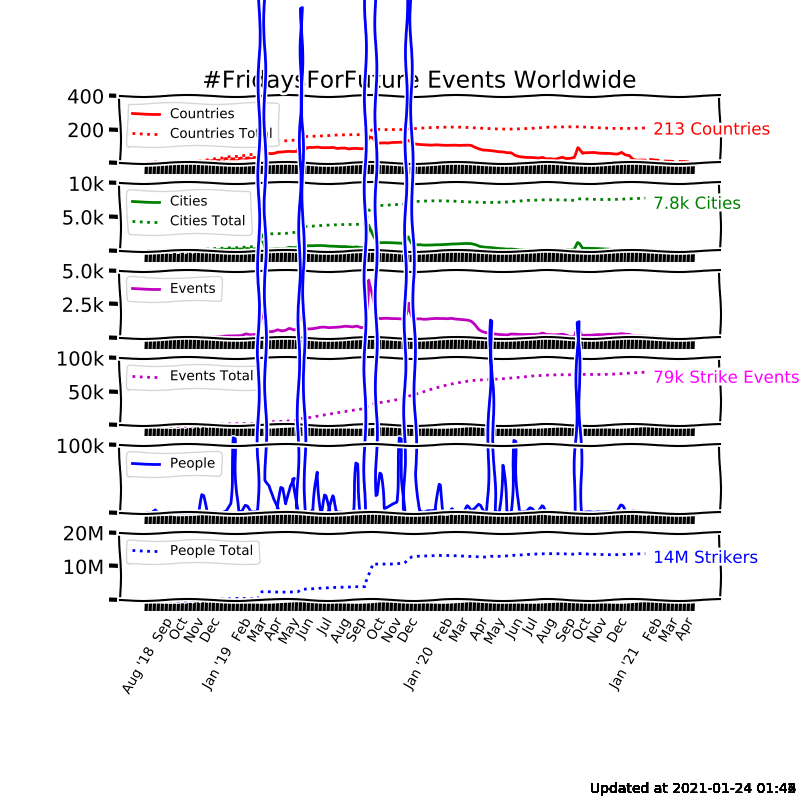 #FridaysForFuture Events Worldwide
400
200
Countries
Countries Total
213 Countries
10k
5.0k
Cities
Cities Total
7.8k Cities
5.0k
2.5k
Events
100k
50k
Events Total
79k Strike Events
100k
People
20M
10M
People Total
14M Strikers
Aug '18 Sep Oct Nov Dec Jan '19 Feb Mar Apr May Jun Jul Aug Sep Oct Nov Dec Jan '20 Feb Mar Apr May Jun Jul Aug Sep Oct Nov Dec Jan '21 Feb Mar Apr
Updated at 2021-01-24